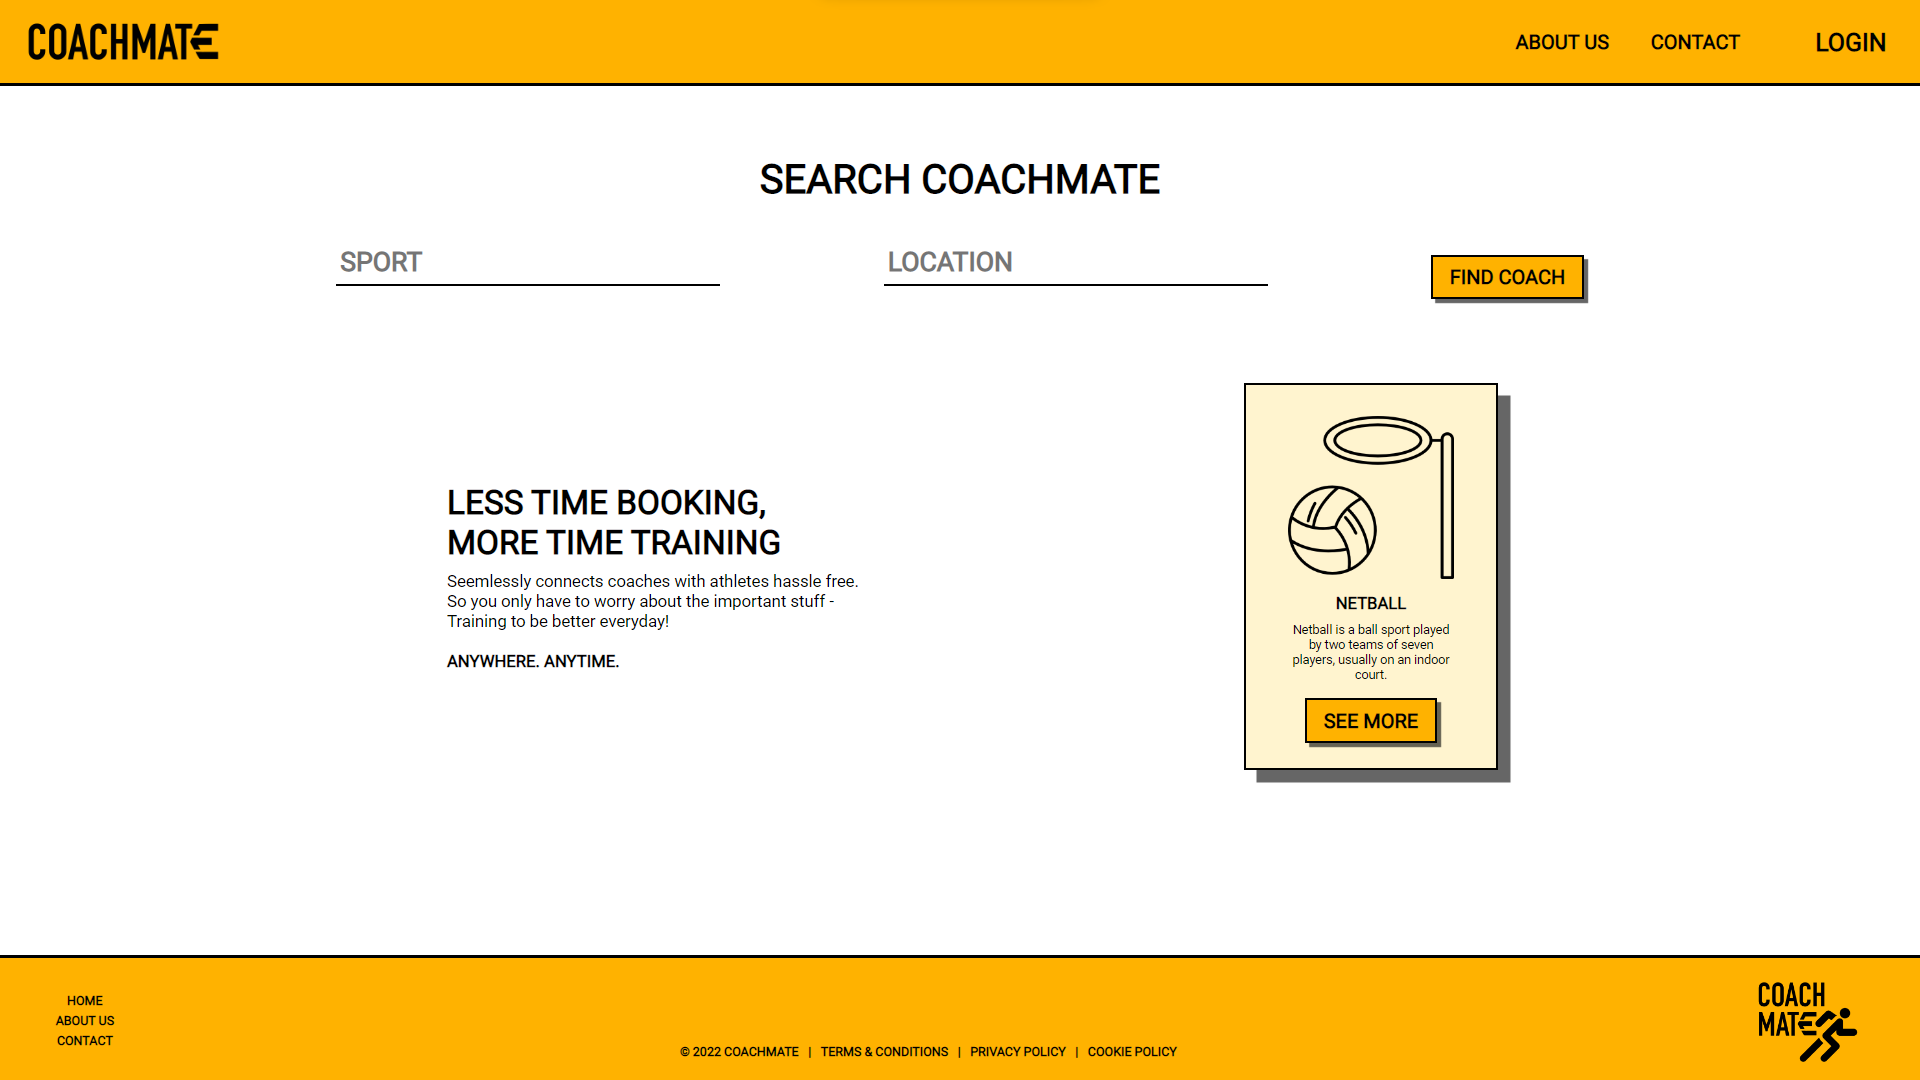 COACHMATE
ABOUT US
CONTACT
LOGIN
SEARCH COACHMATE
SPORT
LOCATION
FIND COACH
LESS TIME BOOKING,
MORE TIME TRAINING
Seemlessly connects coaches with athletes hassle free.
So you only have to worry about the important stuff -
Training to be better everyday!
ANYWHERE. ANYTIME.
NETBALL
Netball is a ball sport played
by two teams of seven
players, usually on an indoor
court.
SEE MORE
HOME
ABOUT US
CONTACT
© 2022 COACHMATE | TERMS & CONDITIONS | PRIVACY POLICY | COOKIE POLICY
COACH
MATE